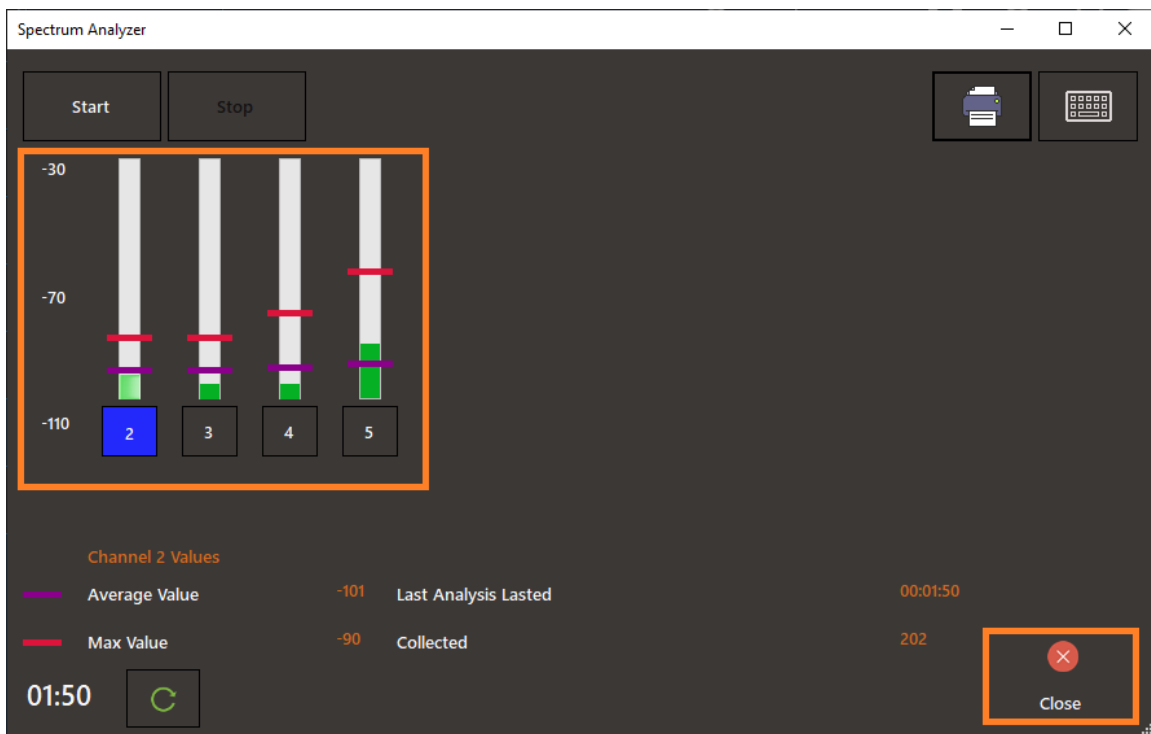 Spectrum Analyzer
Start
Stop
-30
-70
-110
2
3
4
5
Channel 2 Values
Average Value -101 Last Analysis Lasted 00:01:50
Max Value -90 Collected 202
01:50
Close